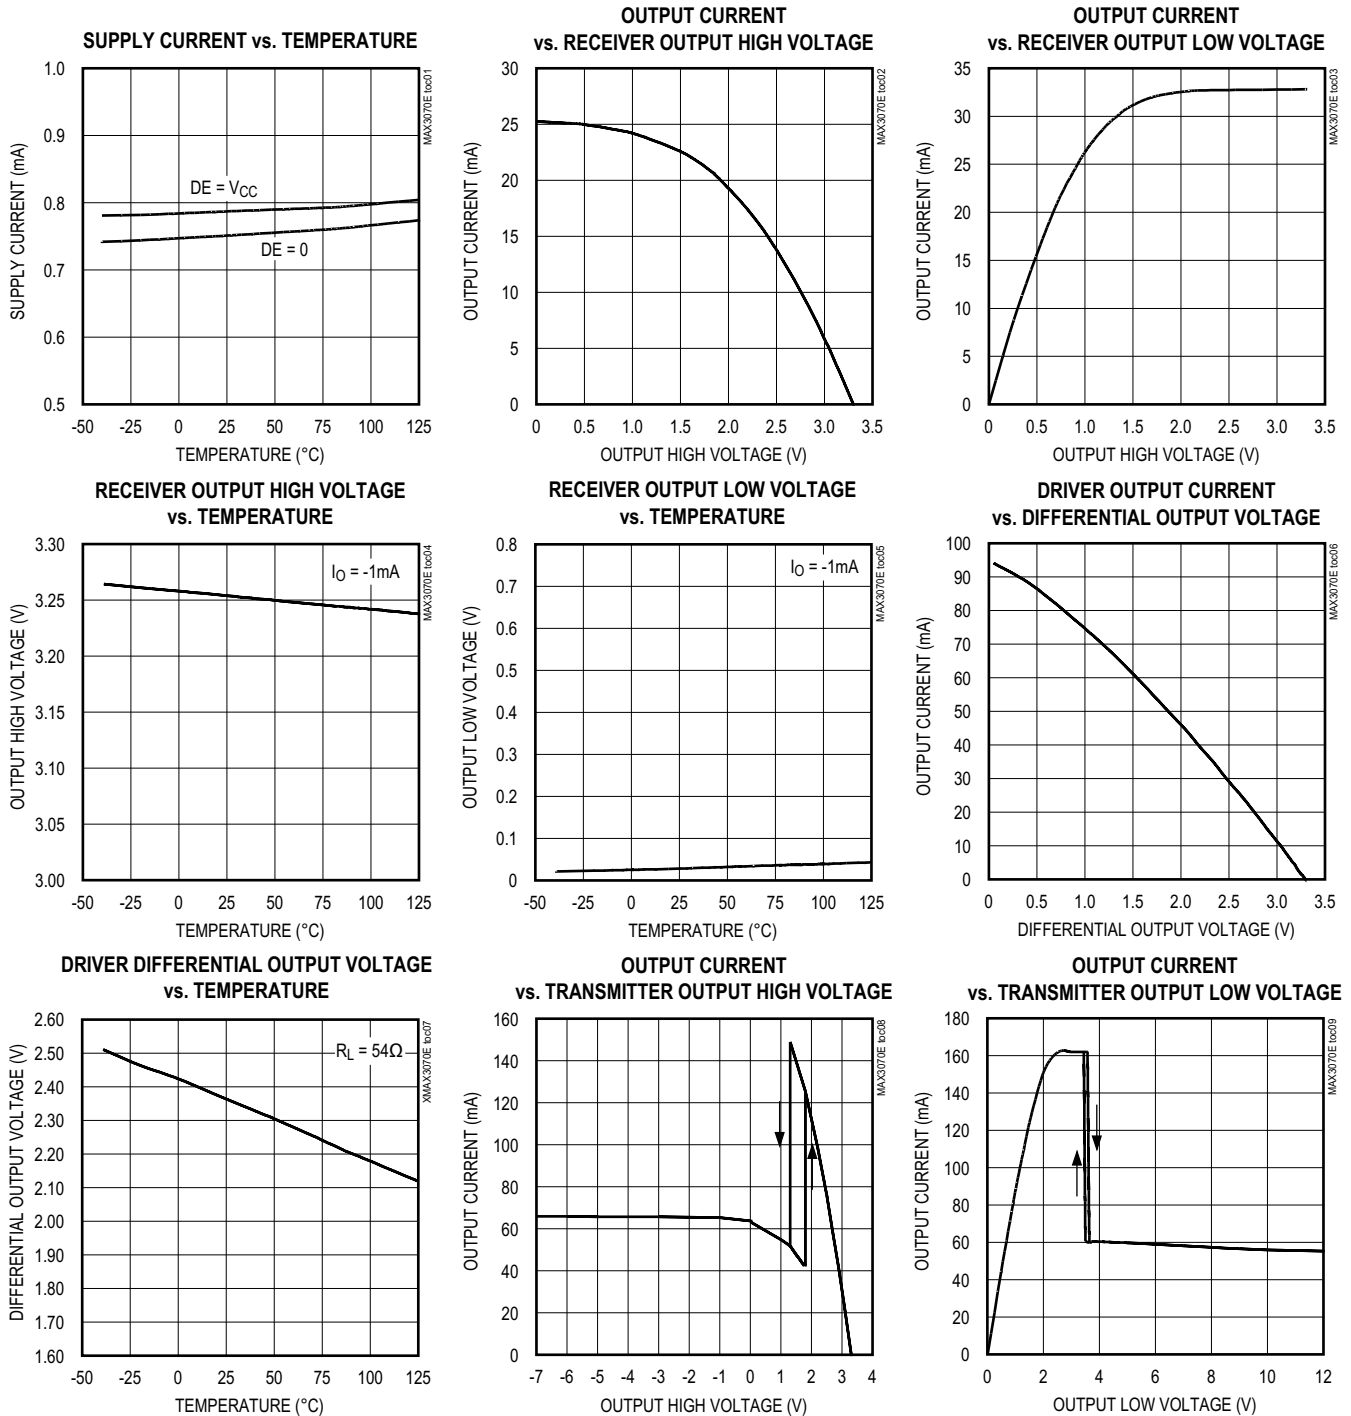 SUPPLY CURRENT vs. TEMPERATURE
1.0
0.9
0.8
0.7
0.6
0.5
SUPPLY CURRENT (mA)
DE = VCC
DE = 0
-50 -25 0 25 50 75 100 125
TEMPERATURE (°C)
MAX3070E toc01
OUTPUT CURRENT
vs. RECEIVER OUTPUT HIGH VOLTAGE
30
25
20
15
10
5
0
OUTPUT CURRENT (mA)
0 0.5 1.0 1.5 2.0 2.5 3.0 3.5
OUTPUT HIGH VOLTAGE (V)
MAX3070E toc02
OUTPUT CURRENT
vs. RECEIVER OUTPUT LOW VOLTAGE
35
30
25
20
15
10
5
0
OUTPUT CURRENT (mA)
0 0.5 1.0 1.5 2.0 2.5 3.0 3.5
OUTPUT HIGH VOLTAGE (V)
MAX3070E toc03
RECEIVER OUTPUT HIGH VOLTAGE
vs. TEMPERATURE
3.30
3.25
3.20
3.15
3.10
3.05
3.00
OUTPUT HIGH VOLTAGE (V)
IO = -1mA
-50 -25 0 25 50 75 100 125
TEMPERATURE (°C)
MAX3070E toc04
RECEIVER OUTPUT LOW VOLTAGE
vs. TEMPERATURE
0.8
0.7
0.6
0.5
0.4
0.3
0.2
0.1
0
OUTPUT LOW VOLTAGE (V)
IO = -1mA
-50 -25 0 25 50 75 100 125
TEMPERATURE (°C)
MAX3070E toc05
DRIVER OUTPUT CURRENT
vs. DIFFERENTIAL OUTPUT VOLTAGE
100
90
80
70
60
50
40
30
20
10
0
OUTPUT CURRENT (mA)
0 0.5 1.0 1.5 2.0 2.5 3.0 3.5
DIFFERENTIAL OUTPUT VOLTAGE (V)
MAX3070E toc06
DRIVER DIFFERENTIAL OUTPUT VOLTAGE
vs. TEMPERATURE
2.60
2.50
2.40
2.30
2.20
2.10
2.00
1.90
1.80
1.70
1.60
DIFFERENTIAL OUTPUT VOLTAGE (V)
RL = 54Ω
-50 -25 0 25 50 75 100 125
TEMPERATURE (°C)
XMAX3070E toc07
OUTPUT CURRENT
vs. TRANSMITTER OUTPUT HIGH VOLTAGE
160
140
120
100
80
60
40
20
0
OUTPUT CURRENT (mA)
-7 -6 -5 -4 -3 -2 -1 0 1 2 3 4
OUTPUT HIGH VOLTAGE (V)
MAX3070E toc08
OUTPUT CURRENT
vs. TRANSMITTER OUTPUT LOW VOLTAGE
180
160
140
120
100
80
60
40
20
0
OUTPUT CURRENT (mA)
0 2 4 6 8 10 12
OUTPUT LOW VOLTAGE (V)
MAX3070E toc09